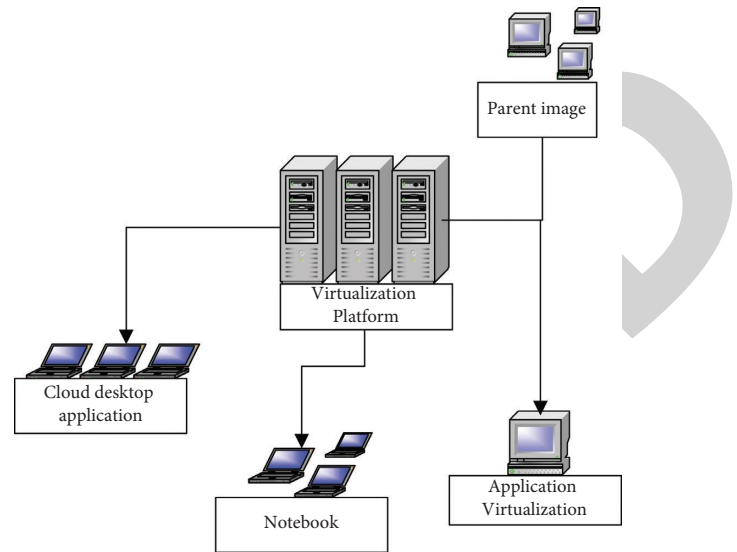 Parent image
Virtualization
Platform
Cloud desktop
application
Notebook
Application
Virtualization